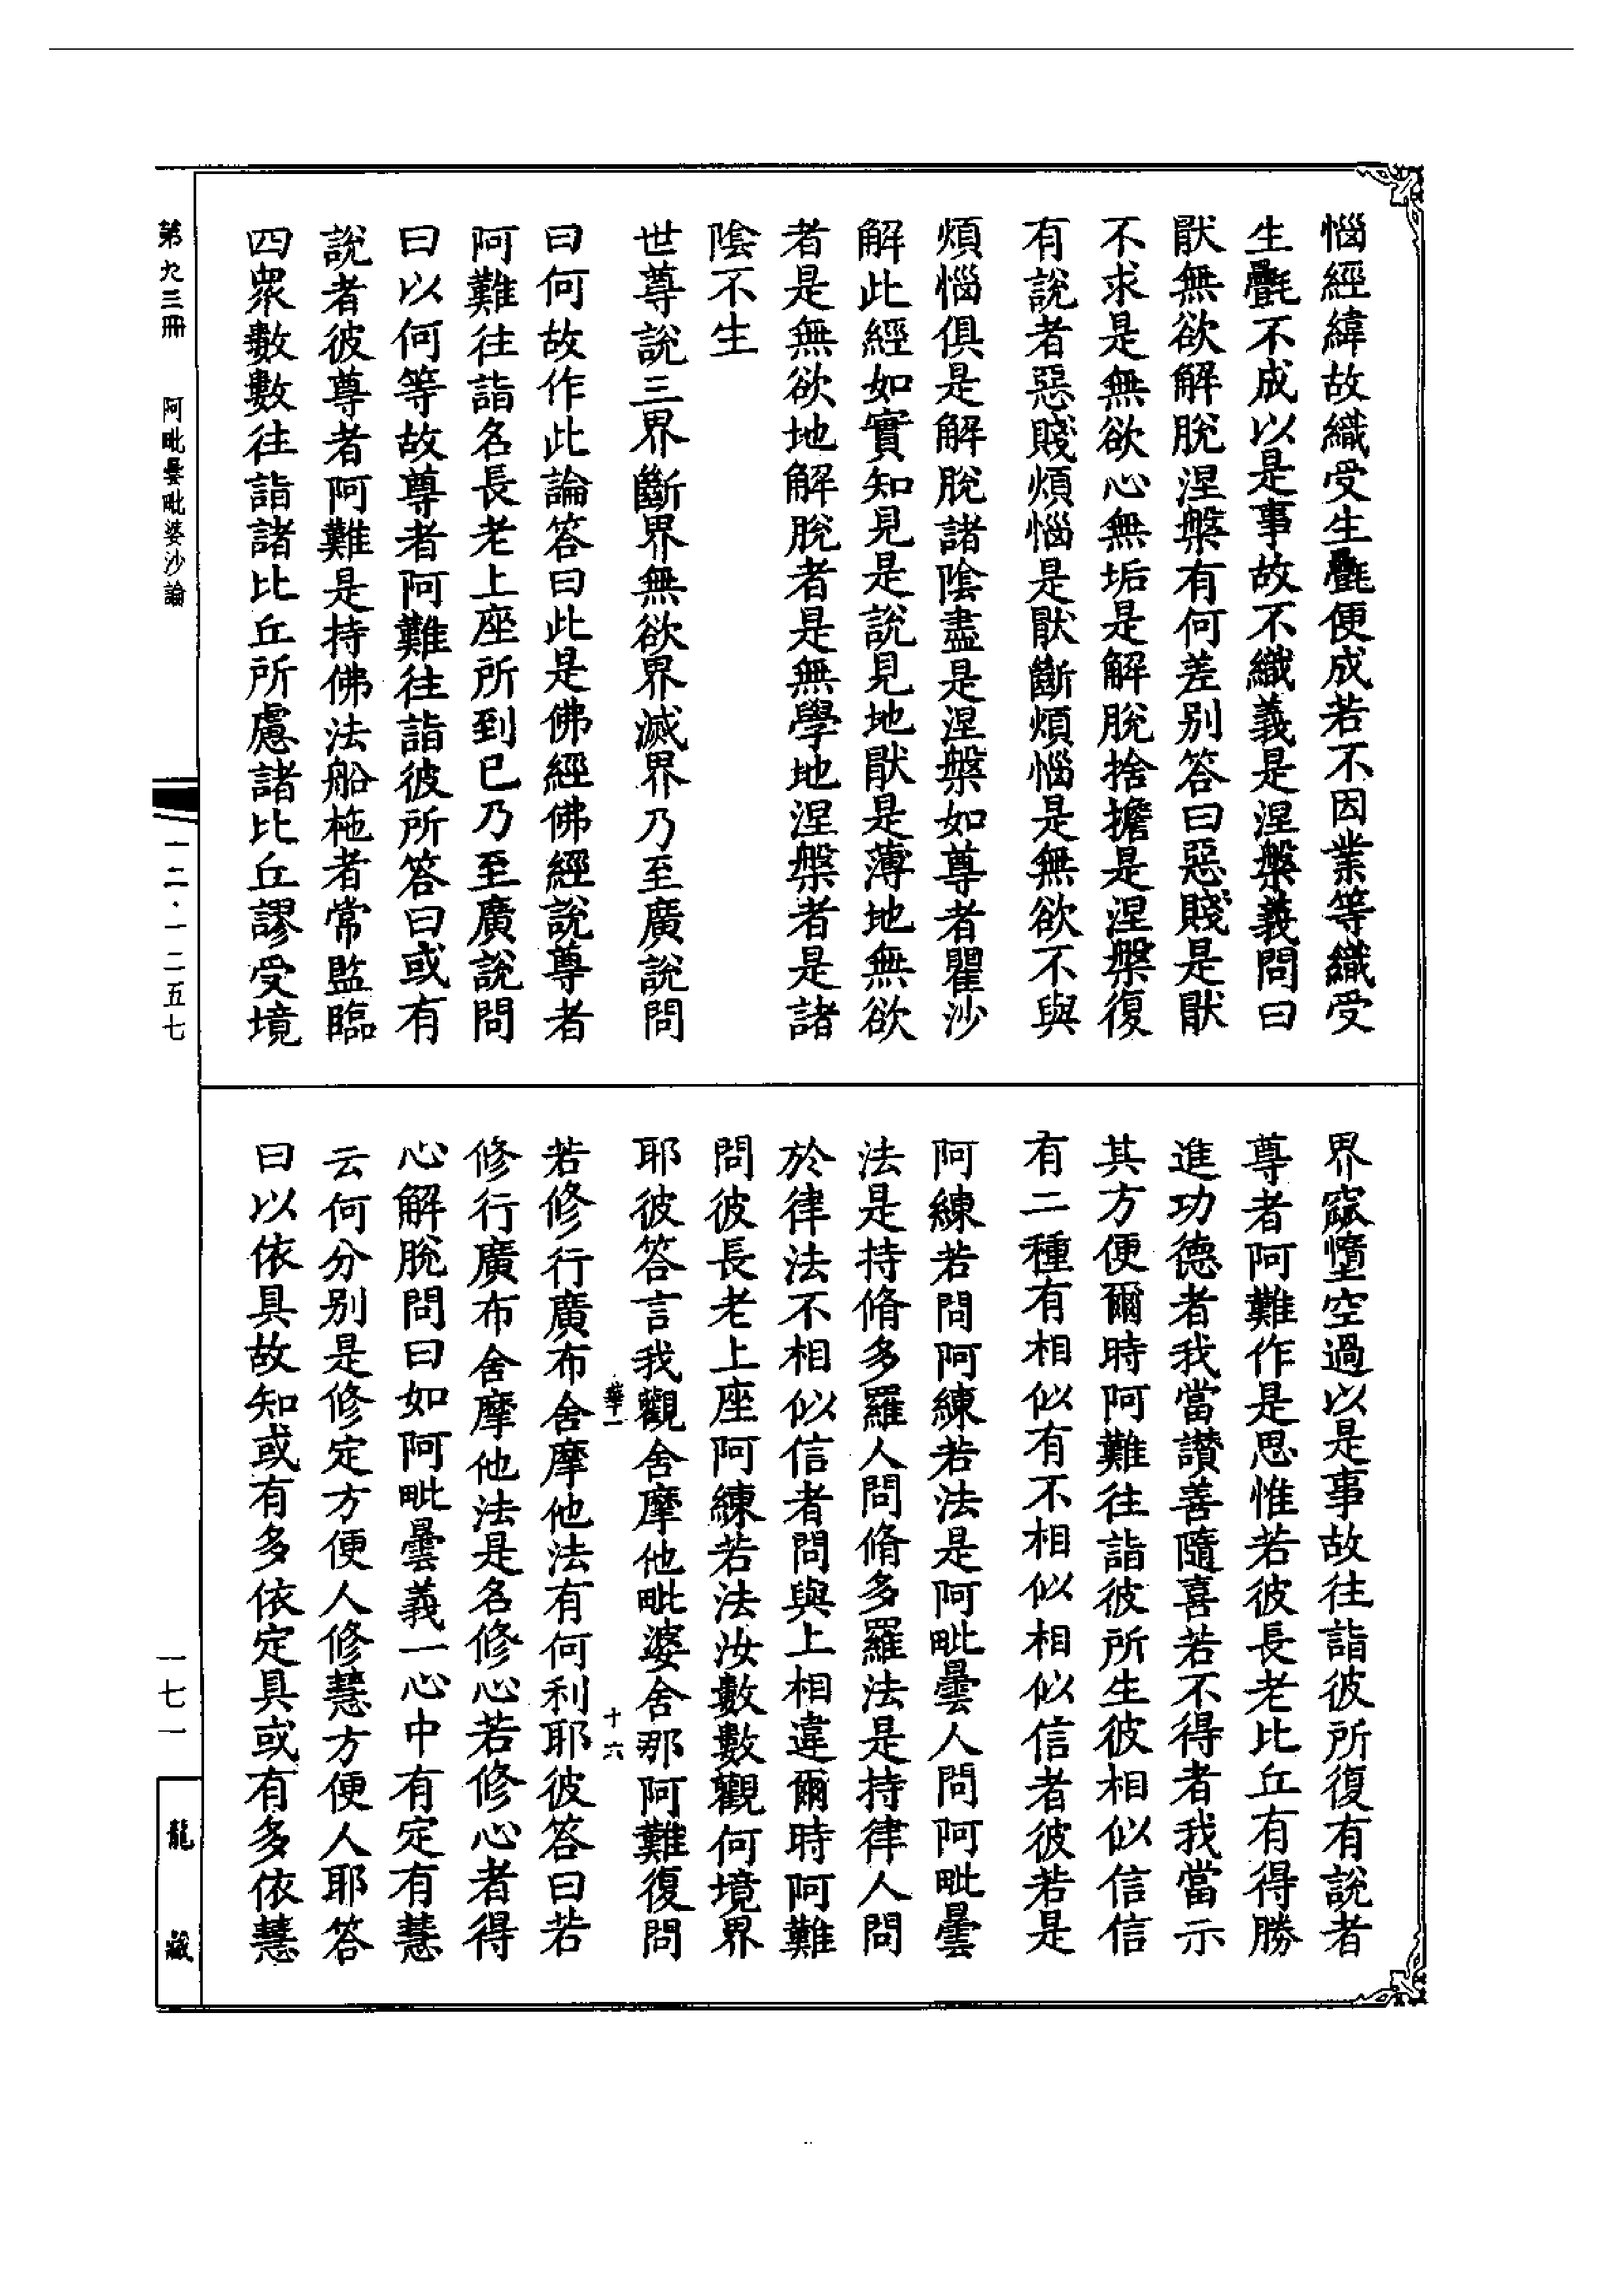 惱經緯故織受生㲲便成若不因業等織受
生㲲不成以是事故不織義是涅槃義問曰
猒無欲解脫涅槃有何差別答曰惡賤是猒
不求是無欲心無垢是解脫捨擔是涅槃復
有說者惡賤煩惱是猒斷煩惱是無欲不與
煩惱俱是解脫諸陰盡是涅槃如尊者瞿沙
解此經如實知見是說見地猒是薄地無欲
者是無欲地解脫者是無學地涅槃者是諸
陰不生
世尊說三界斷界無欲界滅界乃至廣說問
曰何故作此論答曰此是佛經佛經說尊者
阿難往詣名長老上座所到已乃至廣說問
曰以何等故尊者阿難往詣彼所答曰或有
說者彼尊者阿難是持佛法船柂者常監臨
四眾數數往詣諸比丘所慮諸比丘謬受境
界窳墮空過以是事故往詣彼所復有說者
尊者阿難作是思惟若彼長老比丘有得勝
進功德者我當讚善隨喜若不得者我當示
其方便爾時阿難往詣彼所生彼相似信信
有二種有相似有不相似相似信者彼若是
阿練若問阿練若法是阿毗曇人問阿毗曇
法是持脩多羅人問脩多羅法是持律人問
於律法不相似信者問與上相違爾時阿難
問彼長老上座阿練若法汝數數觀何境界
耶彼答言我觀舍摩他毗婆舍那阿難復問
華十一 十六
若修行廣布舍摩他法有何利耶彼答曰若
修行廣布舍摩他法是名修心若修心者得
心解脫問曰如阿毗曇義一心中有定有慧
云何分別是修定方便人修慧方便人耶答
曰以依具故知或有多依定具或有多依慧
第九三冊 阿毗曇毗婆沙論 一二·一二五七 一七一 龍藏